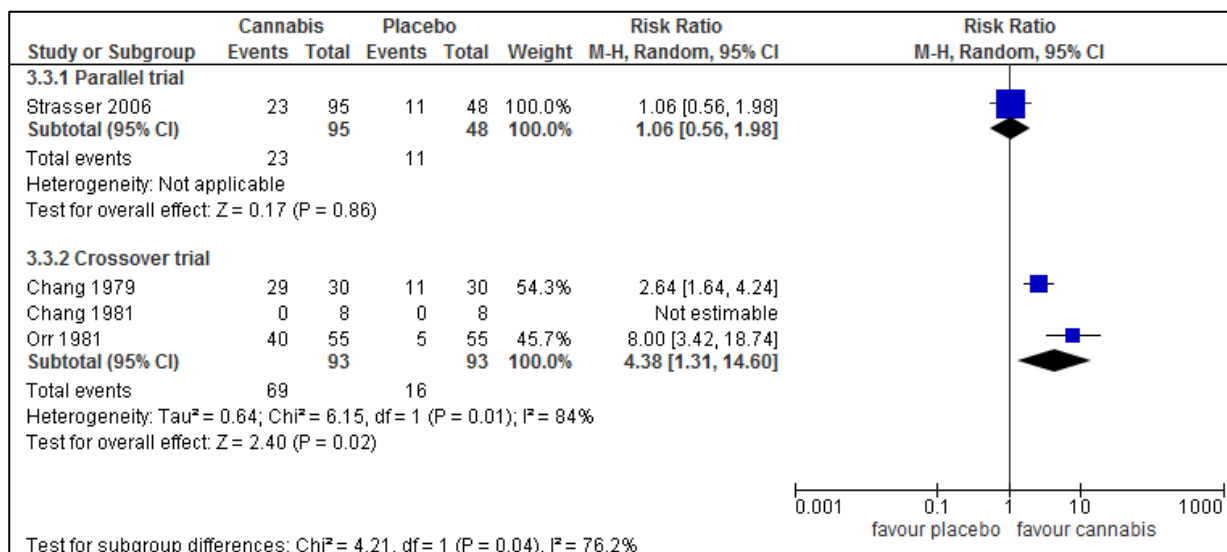 Cannabis Placebo Risk Ratio Risk Ratio
Study or Subgroup Events Total Events Total Weight M-H, Random, 95% CI M-H, Random, 95% CI
3.3.1 Parallel trial
Strasser 2006 23 95 11 48 100.0% 1.06 [0.56, 1.98]
Subtotal (95% CI) 95 48 100.0% 1.06 [0.56, 1.98]
Total events 23 11
Heterogeneity: Not applicable
Test for overall effect: Z = 0.17 (P = 0.86)
3.3.2 Crossover trial
Chang 1979 29 30 11 30 54.3% 2.64 [1.64, 4.24]
Chang 1981 0 8 0 8 Not estimable
Orr 1981 40 55 5 55 45.7% 8.00 [3.42, 18.74]
Subtotal (95% CI) 93 93 100.0% 4.38 [1.31, 14.60]
Total events 69 16
Heterogeneity: Tau² = 0.64; Chi² = 6.15, df = 1 (P = 0.01); I² = 84%
Test for overall effect: Z = 2.40 (P = 0.02)
0.001 0.1 1 10 1000
favour placebo favour cannabis
Test for subgroup differences: Chi² = 4.21, df = 1 (P = 0.04), I² = 76.2%